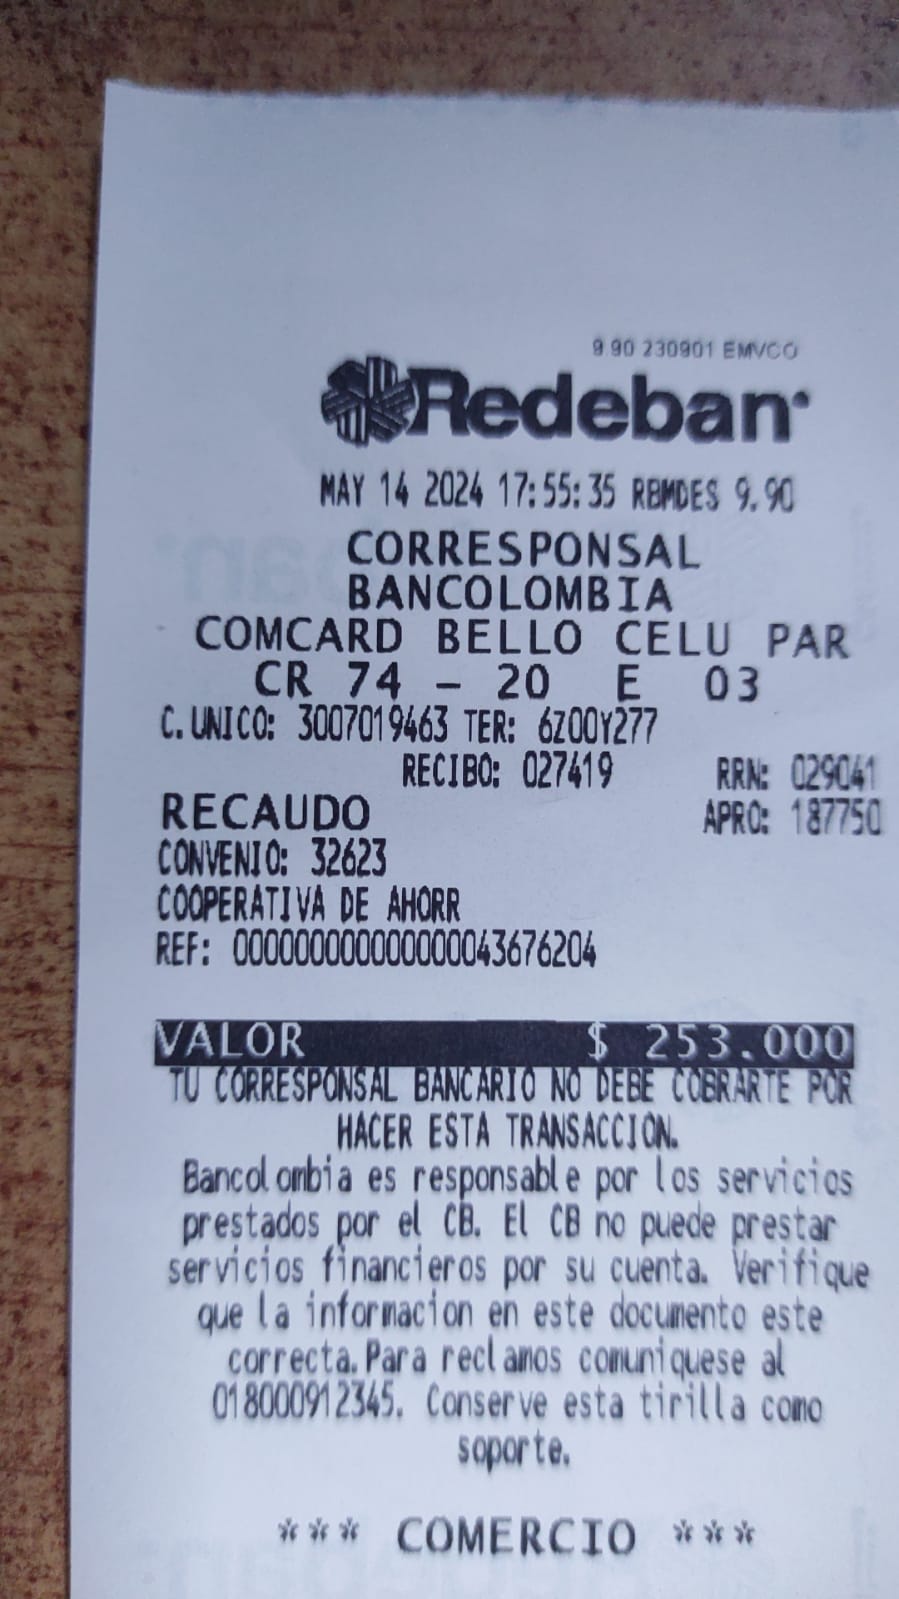 9.90 230901 EMVCO
Redeban
MAY 14 2024 17:55:35 RBMDES 9.90
CORRESPONSAL
BANCOLOMBIA
COMCARD BELLO CELU PAR
CR 74 - 20 E 03
C.UNICO: 3007019463 TER: 6Z00Y277
RECIBO: 027419 RRN: 029041
RECAUDO APRO: 187750
CONVENIO: 32623
COOPERATIVA DE AHORR
REF: 000000000000000043676204
VALOR $ 253.000
TU CORRESPONSAL BANCARIO NO DEBE COBRARTE POR
HACER ESTA TRANSACCION.
Bancolombia es responsable por los servicios
prestados por el CB. El CB no puede prestar
servicios financieros por su cuenta. Verifique
que la informacion en este documento este
correcta.Para reclamos comuniquese al
018000912345. Conserve esta tirilla como
soporte.
*** COMERCIO ***